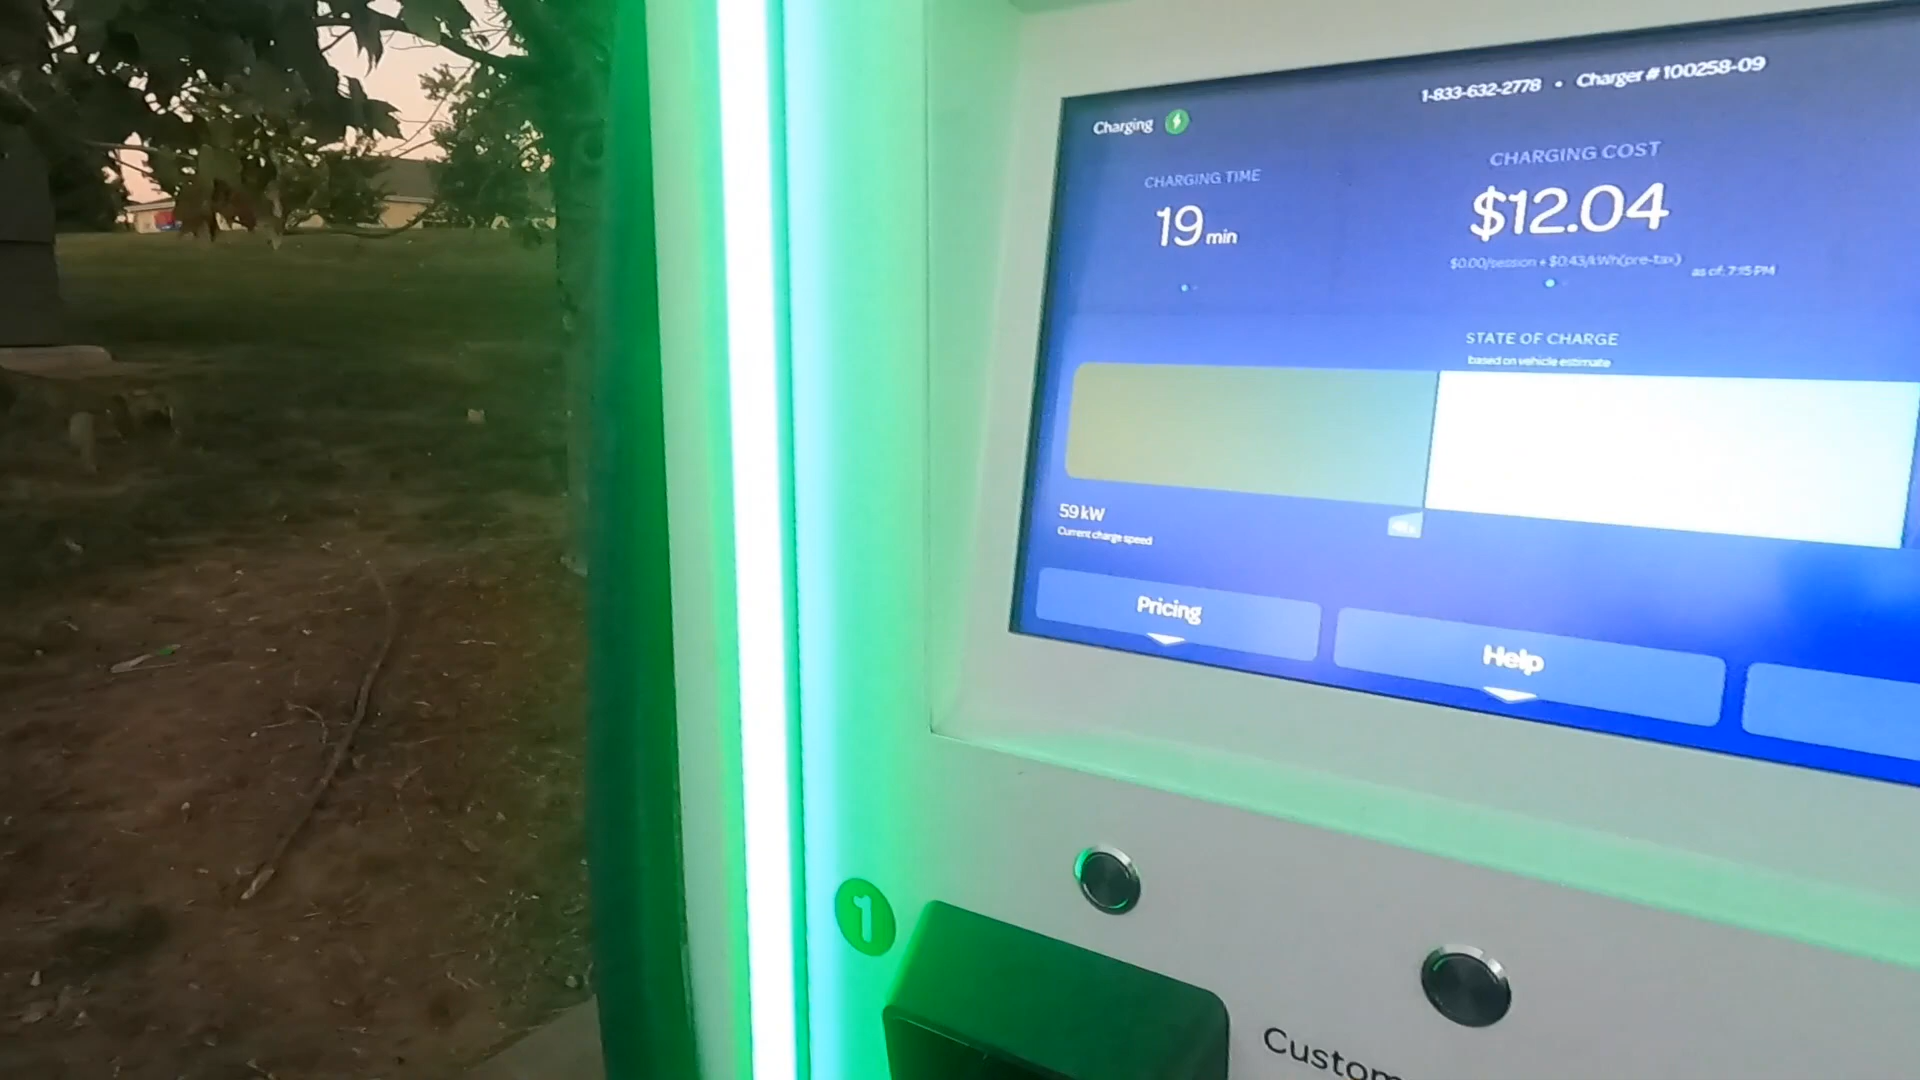 1-833-632-2778 • Charger # 100258-09
Charging
CHARGING TIME
19 min
CHARGING COST
$12.04
$0.00/session + $0.43/kWh(pre-tax)
as of: 7:15 PM
STATE OF CHARGE
based on vehicle estimate
59 kW
Current charge speed
Pricing
Help
1
Custom